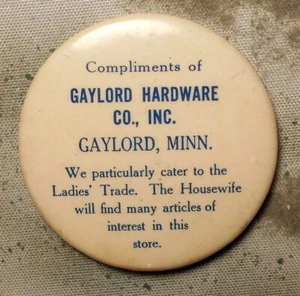 Compliments of
GAYLORD HARDWARE
CO., INC.
GAYLORD, MINN.
We particularly cater to the
Ladies' Trade. The Housewife
will find many articles of
interest in this
store.